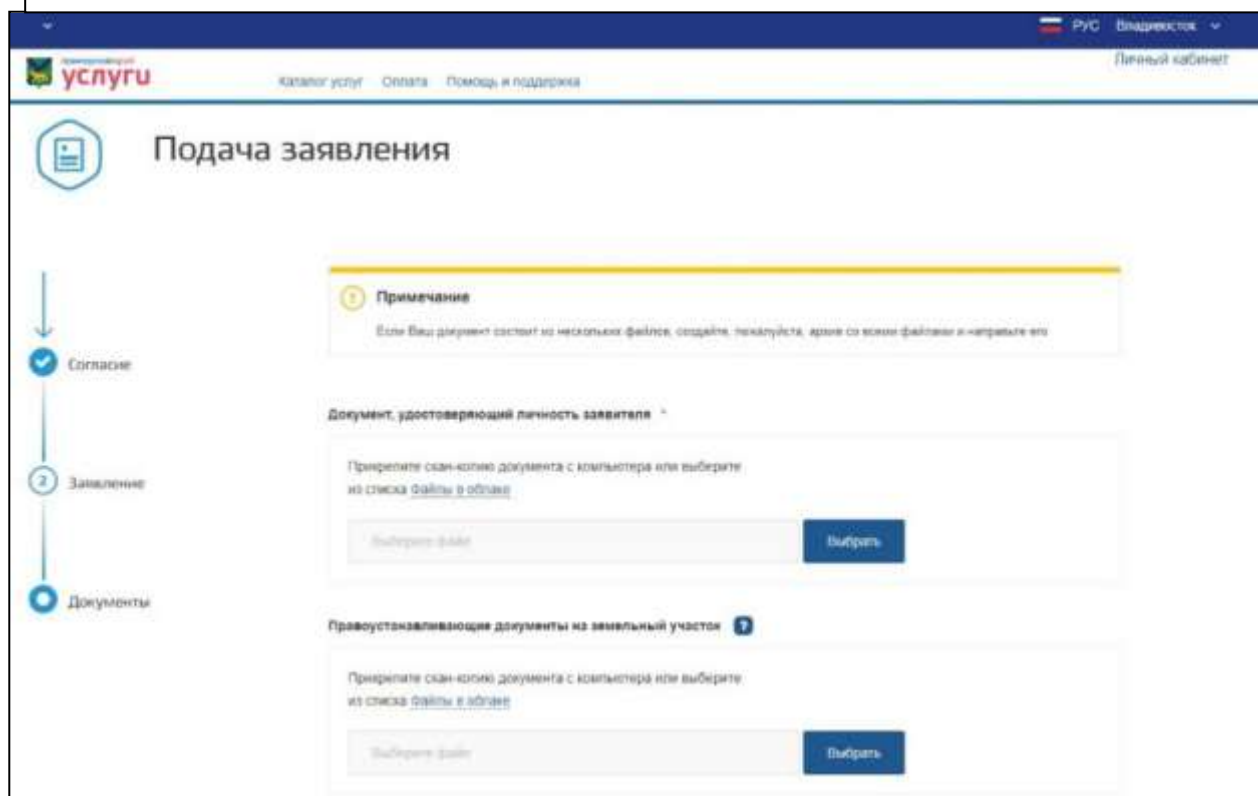 РУС Владивосток
Личный кабинет
услуги
Каталог услуг Оплата Помощь и поддержка
Подача заявления
Примечание
Если Ваш документ состоит из нескольких файлов, создайте, пожалуйста, архив со всеми файлами и направьте его
Согласие
Документ, удостоверяющий личность заявителя *
Прикрепите скан-копию документа с компьютера или выберите
из списка Файлы в облаке
2 Заявление
Выберите файл Выбрать
Документы
Правоустанавливающие документы на земельный участок ?
Прикрепите скан-копию документа с компьютера или выберите
из списка Файлы в облаке
Выберите файл Выбрать